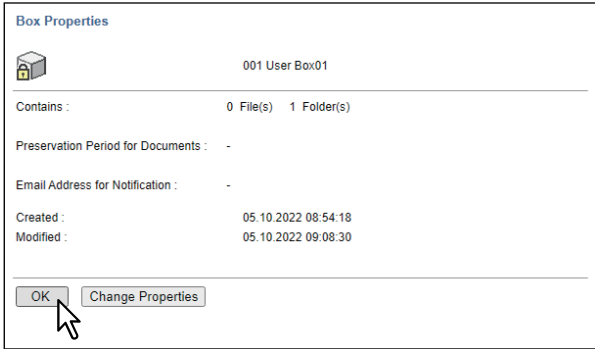 Box Properties
001 User Box01
Contains : 0 File(s) 1 Folder(s)
Preservation Period for Documents : -
Email Address for Notification : -
Created : 05.10.2022 08:54:18
Modified : 05.10.2022 09:08:30
OK Change Properties